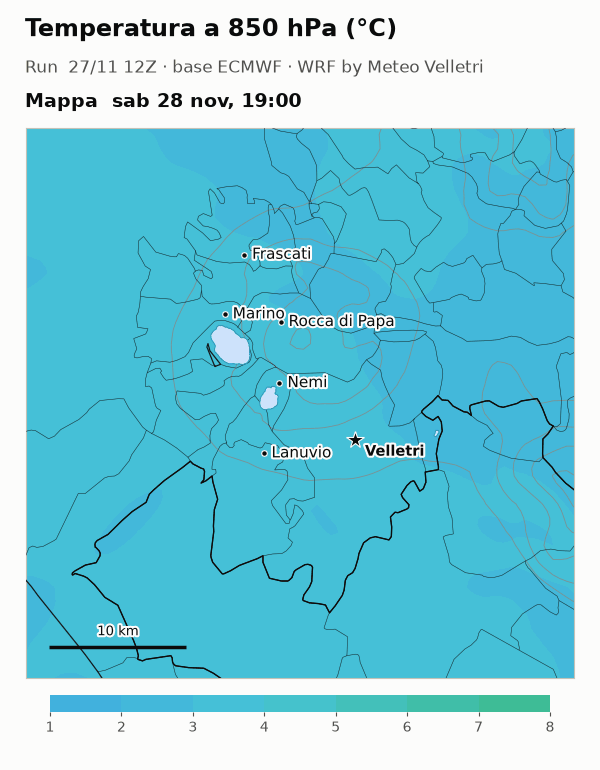 Temperatura a 850 hPa (°C)
Run  27/11 12Z · base ECMWF · WRF by Meteo Velletri
Mappa  sab 28 nov, 19:00
Frascati
Marino
Rocca di Papa
Nemi
Velletri
Lanuvio
10 km
1 2 3 4 5 6 7 8